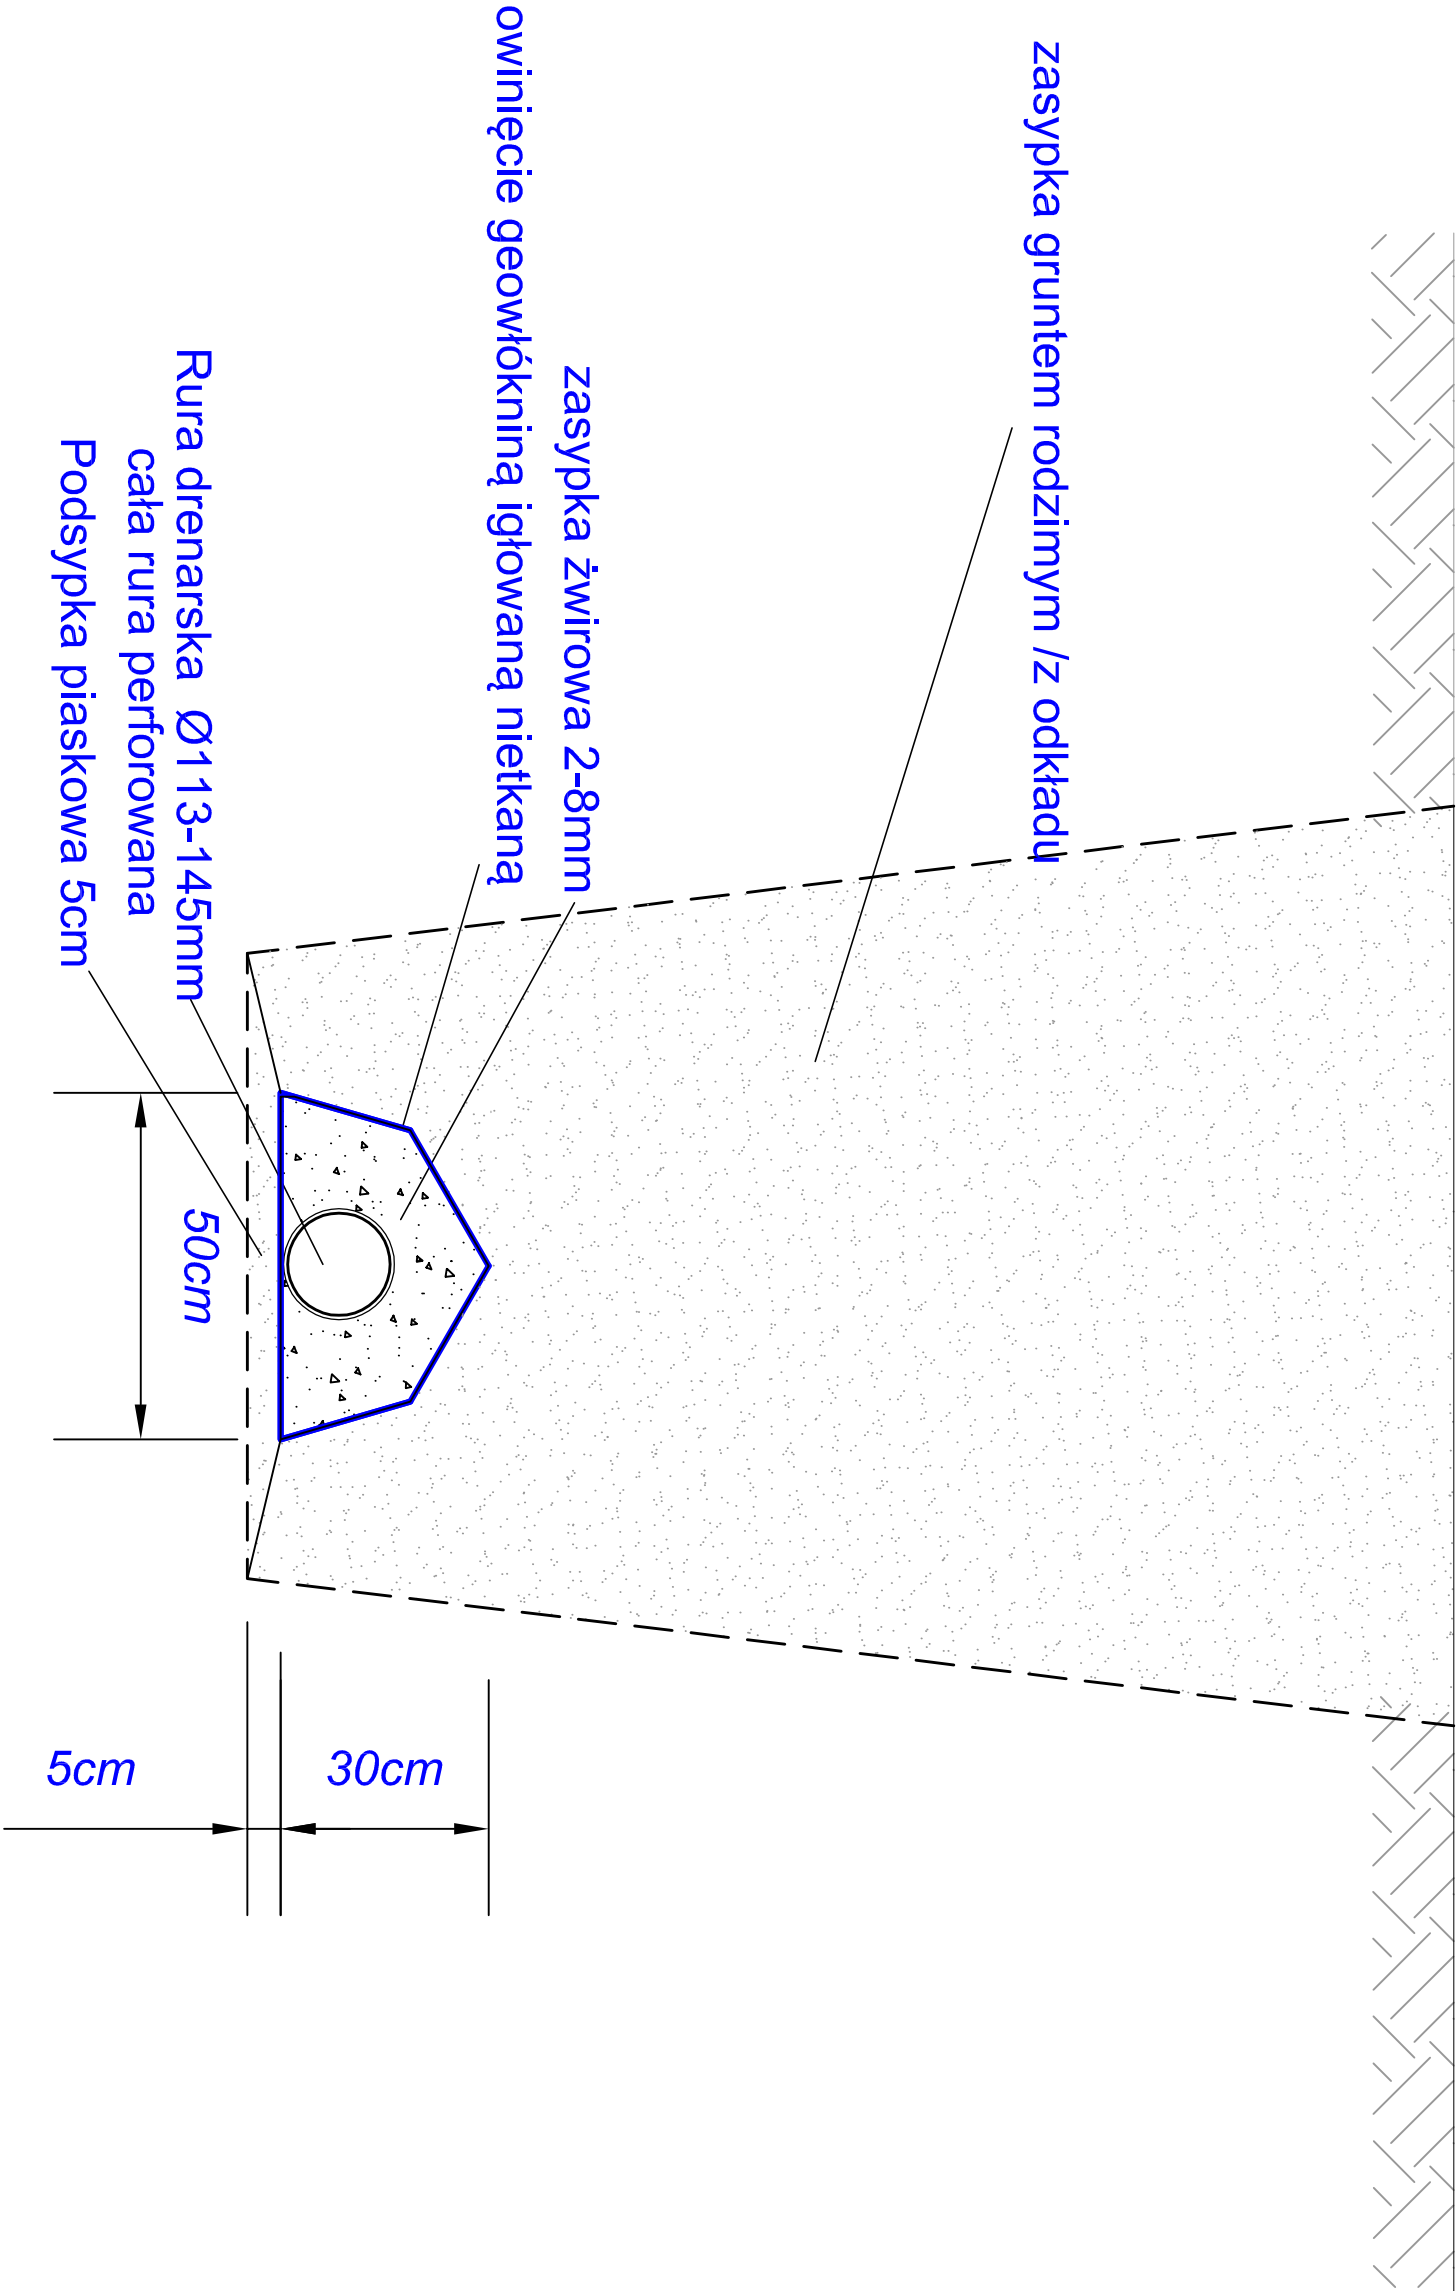 zasypka gruntem rodzimym /z odkładu
zasypka żwirowa 2-8mm
owinięcie geowłókniną igłowaną nietkaną
Rura drenarska Ø113-145mm
cała rura perforowana
Podsypka piaskowa 5cm
50cm
30cm
5cm